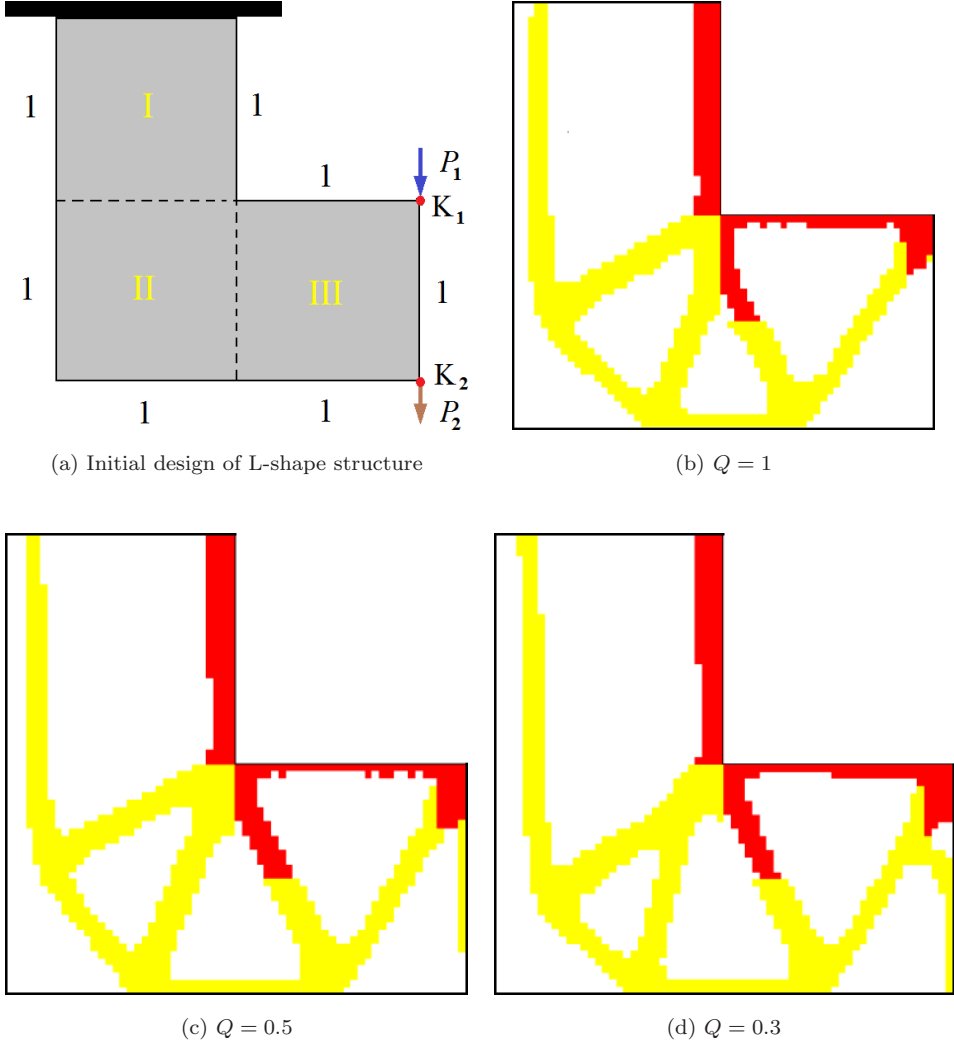 1
I
1
P1
1
K1
1
II
III
1
K2
1
1
P2
(a) Initial design of L-shape structure
(b) Q = 1
(c) Q = 0.5
(d) Q = 0.3